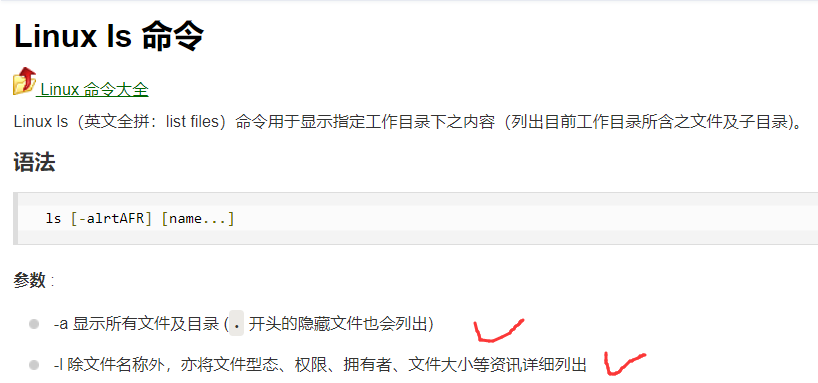 Linux ls 命令
Linux 命令大全
Linux ls（英文全拼：list files）命令用于显示指定工作目录下之内容（列出目前工作目录所含之文件及子目录)。
语法
ls [-alrtAFR] [name...]
参数 :
-a 显示所有文件及目录 (. 开头的隐藏文件也会列出)
-l 除文件名称外，亦将文件型态、权限、拥有者、文件大小等资讯详细列出